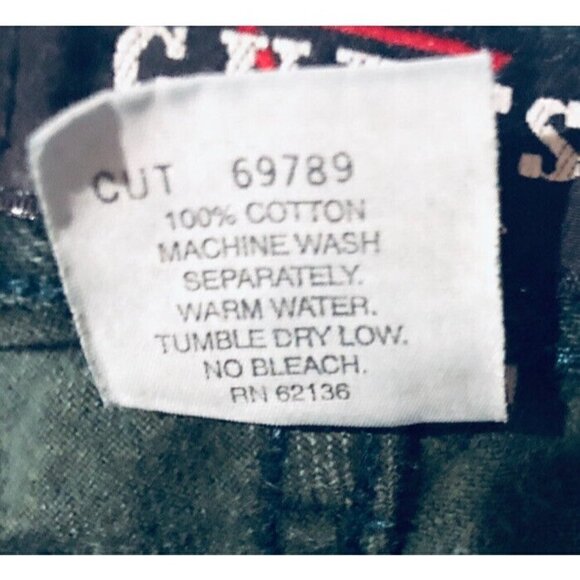 CUT 69789
100% COTTON
MACHINE WASH
SEPARATELY.
WARM WATER.
TUMBLE DRY LOW.
NO BLEACH.
RN 62136